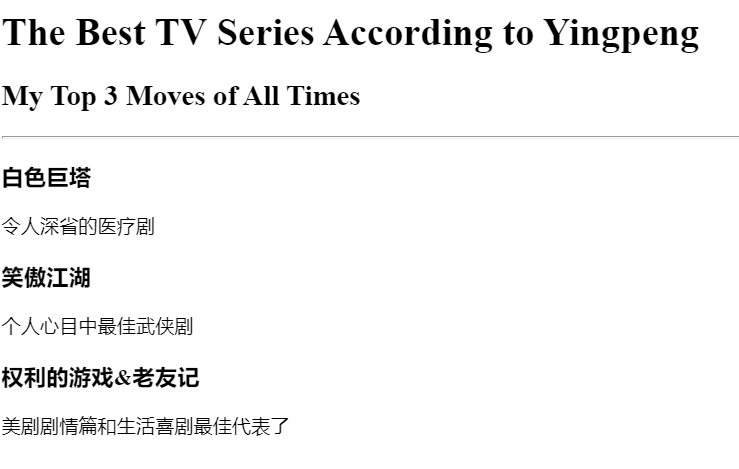 The Best TV Series According to Yingpeng
My Top 3 Moves of All Times
白色巨塔
令人深省的医疗剧
笑傲江湖
个人心目中最佳武侠剧
权利的游戏&老友记
美剧剧情篇和生活喜剧最佳代表了